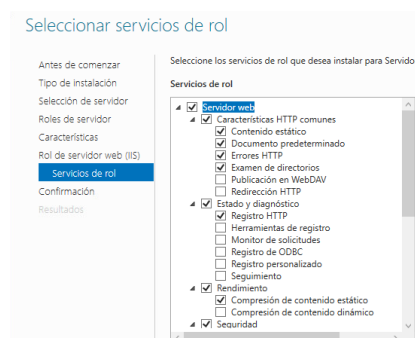 Seleccionar servicios de rol
Antes de comenzar
Tipo de instalación
Selección de servidor
Roles de servidor
Características
Rol de servidor web (IIS)
Servicios de rol
Confirmación
Resultados
Seleccione los servicios de rol que desea instalar para Servido
Servicios de rol
Servidor web
Características HTTP comunes
Contenido estático
Documento predeterminado
Errores HTTP
Examen de directorios
Publicación en WebDAV
Redirección HTTP
Estado y diagnóstico
Registro HTTP
Herramientas de registro
Monitor de solicitudes
Registro de ODBC
Registro personalizado
Seguimiento
Rendimiento
Compresión de contenido estático
Compresión de contenido dinámico
Seguridad